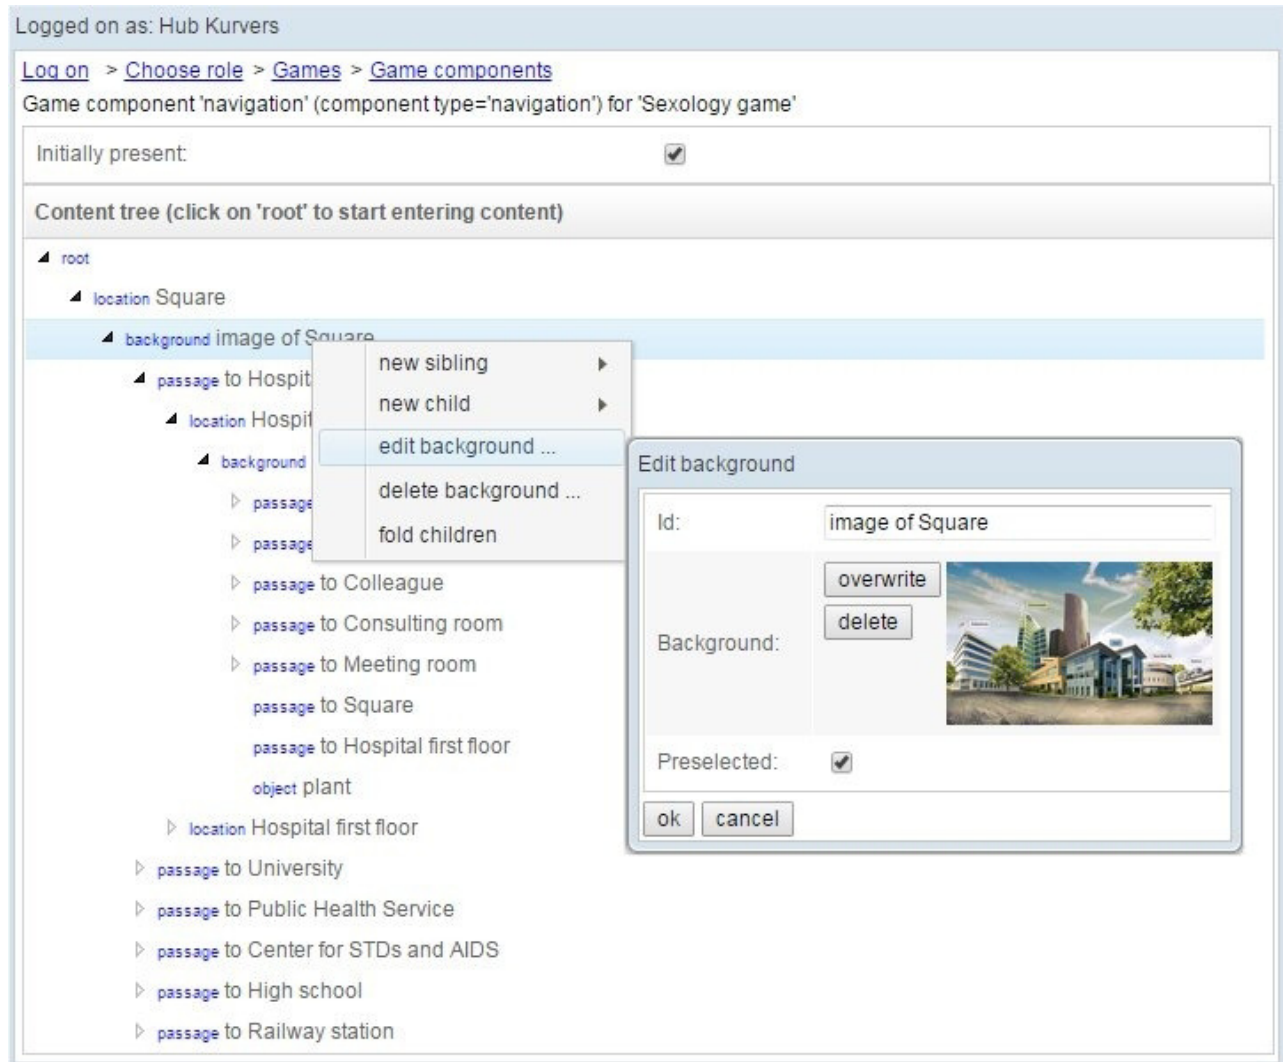 Logged on as: Hub Kurvers
Log on > Choose role > Games > Game components
Game component 'navigation' (component type='navigation') for 'Sexology game'
Initially present:
Content tree (click on 'root' to start entering content)
root
location Square
background image of Square
passage to Hospit
location Hospit
background
passage
passage
passage to Colleague
passage to Consulting room
passage to Meeting room
passage to Square
passage to Hospital first floor
object plant
location Hospital first floor
passage to University
passage to Public Health Service
passage to Center for STDs and AIDS
passage to High school
passage to Railway station
new sibling
new child
edit background ...
delete background ...
fold children
Edit background
Id: image of Square
Background: overwrite
delete
Preselected:
ok cancel